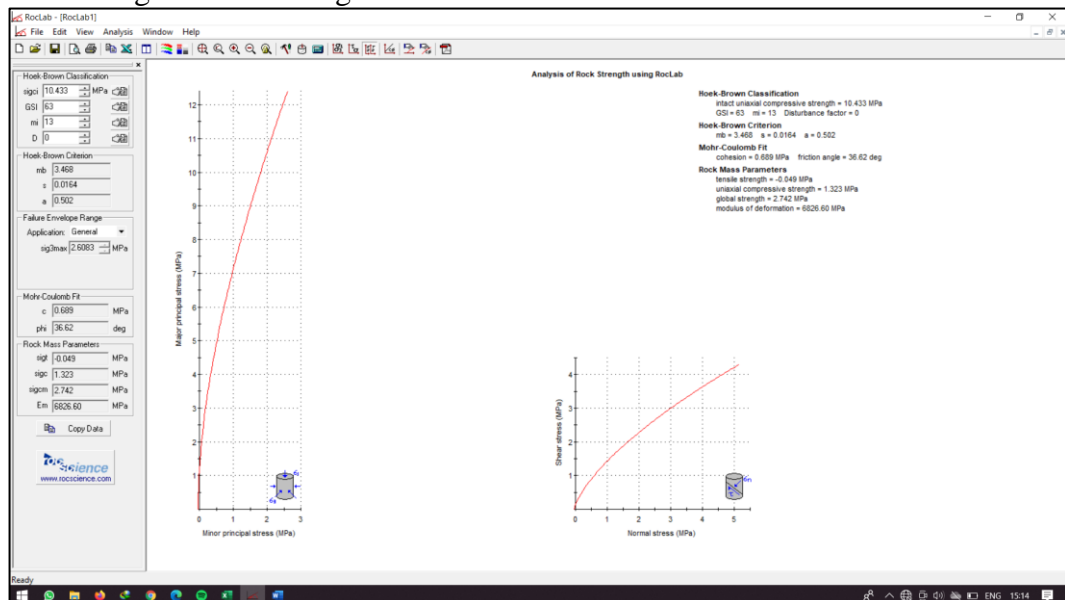 RocLab - [RocLab1]
File Edit View Analysis Window Help
Hoek-Brown Classification
sigci 10.433 MPa
GSI 63
mi 13
D 0
Hoek-Brown Criterion
mb 3.468
s 0.0164
a 0.502
Failure Envelope Range
Application: General
sig3max 2.6083 MPa
Mohr-Coulomb Fit
c 0.689 MPa
phi 36.62 deg
Rock Mass Parameters
sigt -0.049 MPa
sigc 1.323 MPa
sigcm 2.742 MPa
Em 6826.60 MPa
Copy Data
www.rocscience.com
Analysis of Rock Strength using RocLab
Hoek-Brown Classification
intact uniaxial compressive strength = 10.433 MPa
GSI = 63 mi = 13 Disturbance factor = 0
Hoek-Brown Criterion
mb = 3.468 s = 0.0164 a = 0.502
Mohr-Coulomb Fit
cohesion = 0.689 MPa friction angle = 36.62 deg
Rock Mass Parameters
tensile strength = -0.049 MPa
uniaxial compressive strength = 1.323 MPa
global strength = 2.742 MPa
modulus of deformation = 6826.60 MPa
Major principal stress (MPa)
12
11
10
9
8
7
6
5
4
3
2
1
0 1 2 3
Minor principal stress (MPa)
Shear stress (MPa)
4
3
2
1
0 1 2 3 4 5
Normal stress (MPa)
Ready
ENG 15:14